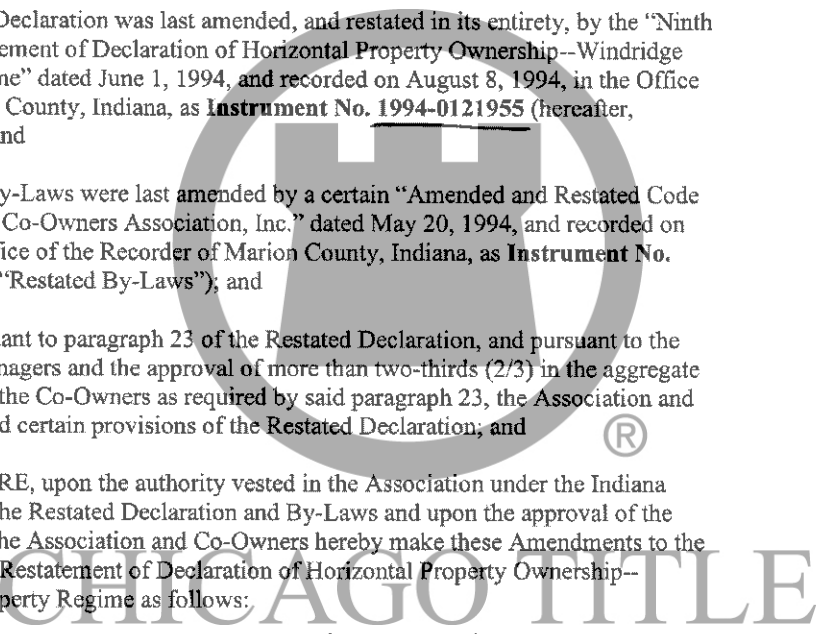 Declaration was last amended, and restated in its entirety, by the “Ninth
ement of Declaration of Horizontal Property Ownership--Windridge
me” dated June 1, 1994, and recorded on August 8, 1994, in the Office
County, Indiana, as Instrument No. 1994-0121955 (hereafter,
nd
y-Laws were last amended by a certain “Amended and Restated Code
Co-Owners Association, Inc.” dated May 20, 1994, and recorded on
fice of the Recorder of Marion County, Indiana, as Instrument No.
“Restated By-Laws”); and
ant to paragraph 23 of the Restated Declaration, and pursuant to the
nagers and the approval of more than two-thirds (2/3) in the aggregate
the Co-Owners as required by said paragraph 23, the Association and
d certain provisions of the Restated Declaration; and
RE, upon the authority vested in the Association under the Indiana
he Restated Declaration and By-Laws and upon the approval of the
he Association and Co-Owners hereby make these Amendments to the
Restatement of Declaration of Horizontal Property Ownership--
perty Regime as follows:
®
CHICAGO TITLE